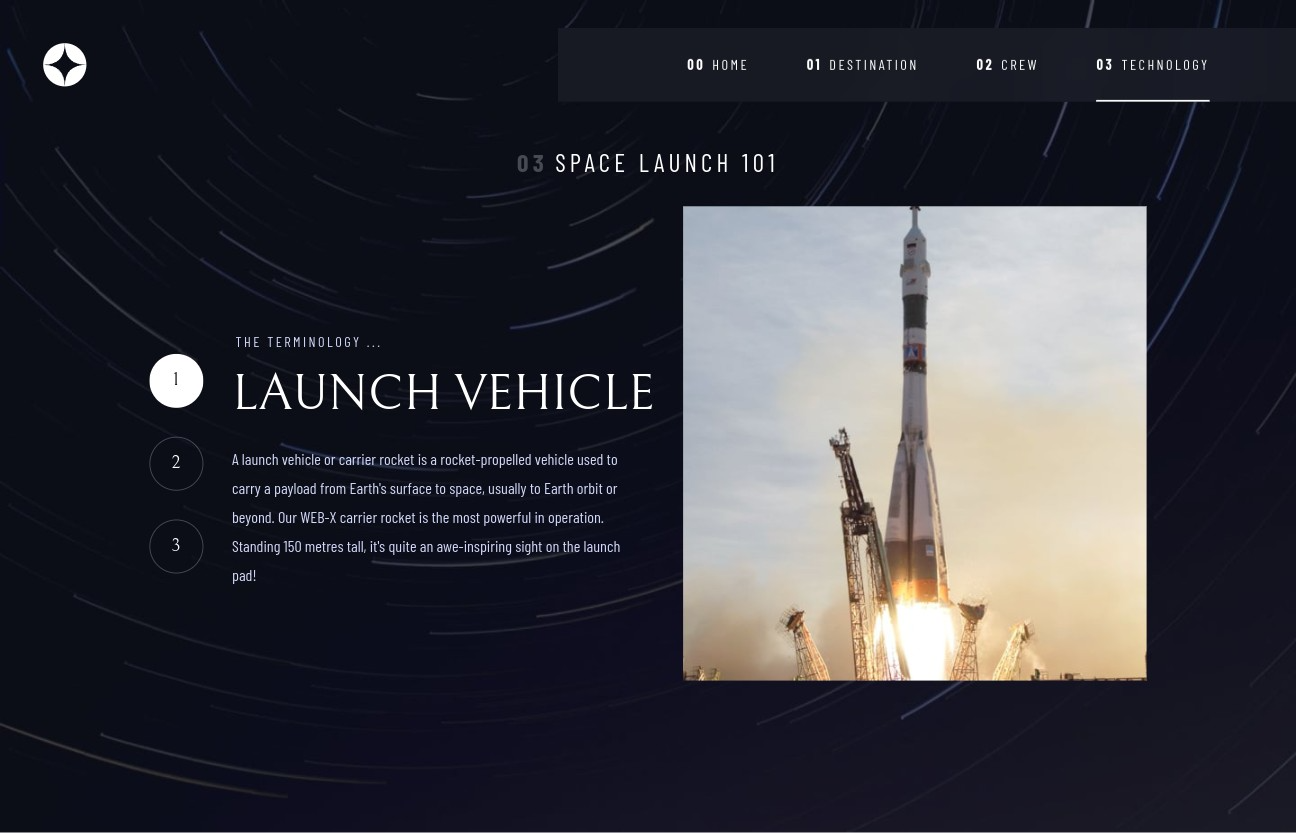 00 HOME 01 DESTINATION 02 CREW 03 TECHNOLOGY
03 SPACE LAUNCH 101
THE TERMINOLOGY ...
1
LAUNCH VEHICLE
2
A launch vehicle or carrier rocket is a rocket-propelled vehicle used to
carry a payload from Earth's surface to space, usually to Earth orbit or
beyond. Our WEB-X carrier rocket is the most powerful in operation.
3
Standing 150 metres tall, it's quite an awe-inspiring sight on the launch
pad!